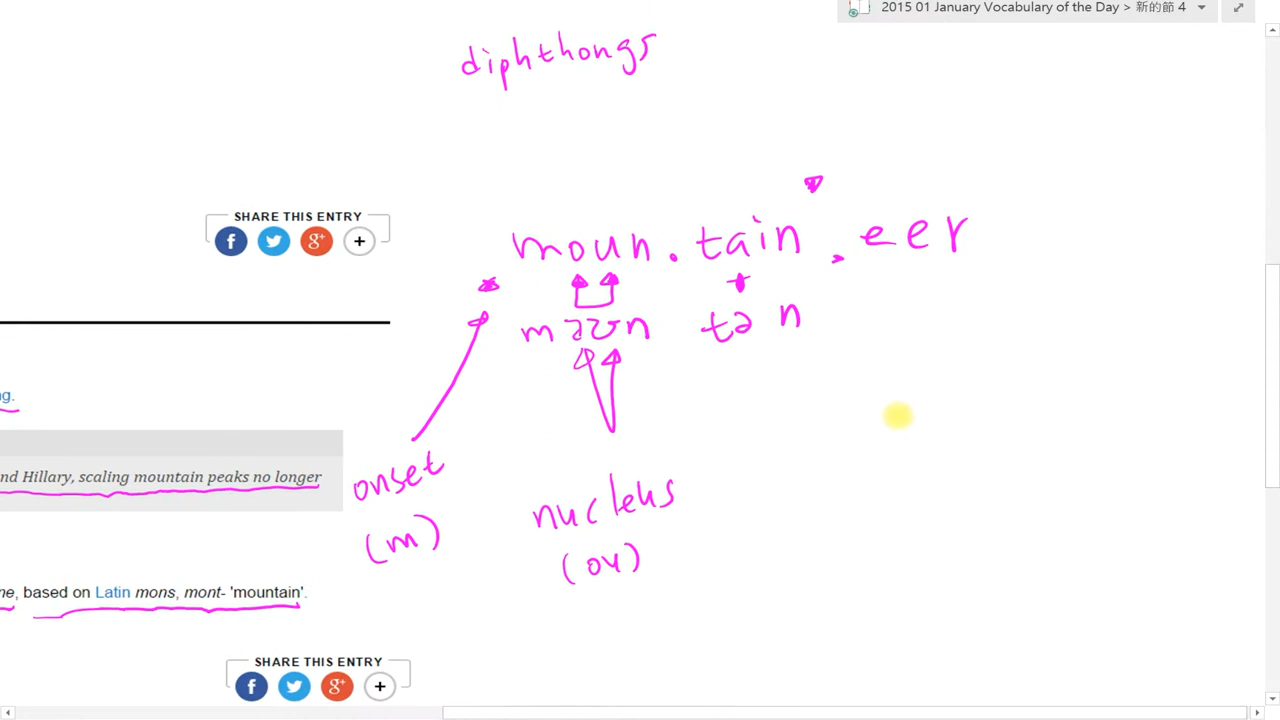 2015 01 January Vocabulary of the Day > 新的節 4
diphthongs
SHARE THIS ENTRY
moun.tain.eer
ng.
tə n
nd Hillary, scaling mountain peaks no longer
onset
nucleus
(m)
(ou)
ne, based on Latin mons, mont- 'mountain'.
SHARE THIS ENTRY